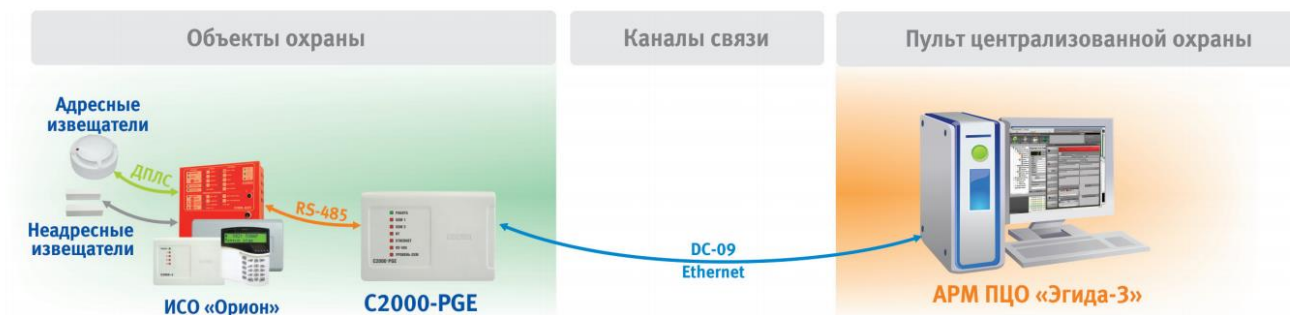 Объекты охраны
Каналы связи
Пульт централизованной охраны
Адресные
извещатели
ДПЛС
Неадресные
извещатели
RS-485
ИСО «Орион»
C2000-PGE
DC-09
Ethernet
АРМ ПЦО «Эгида-3»